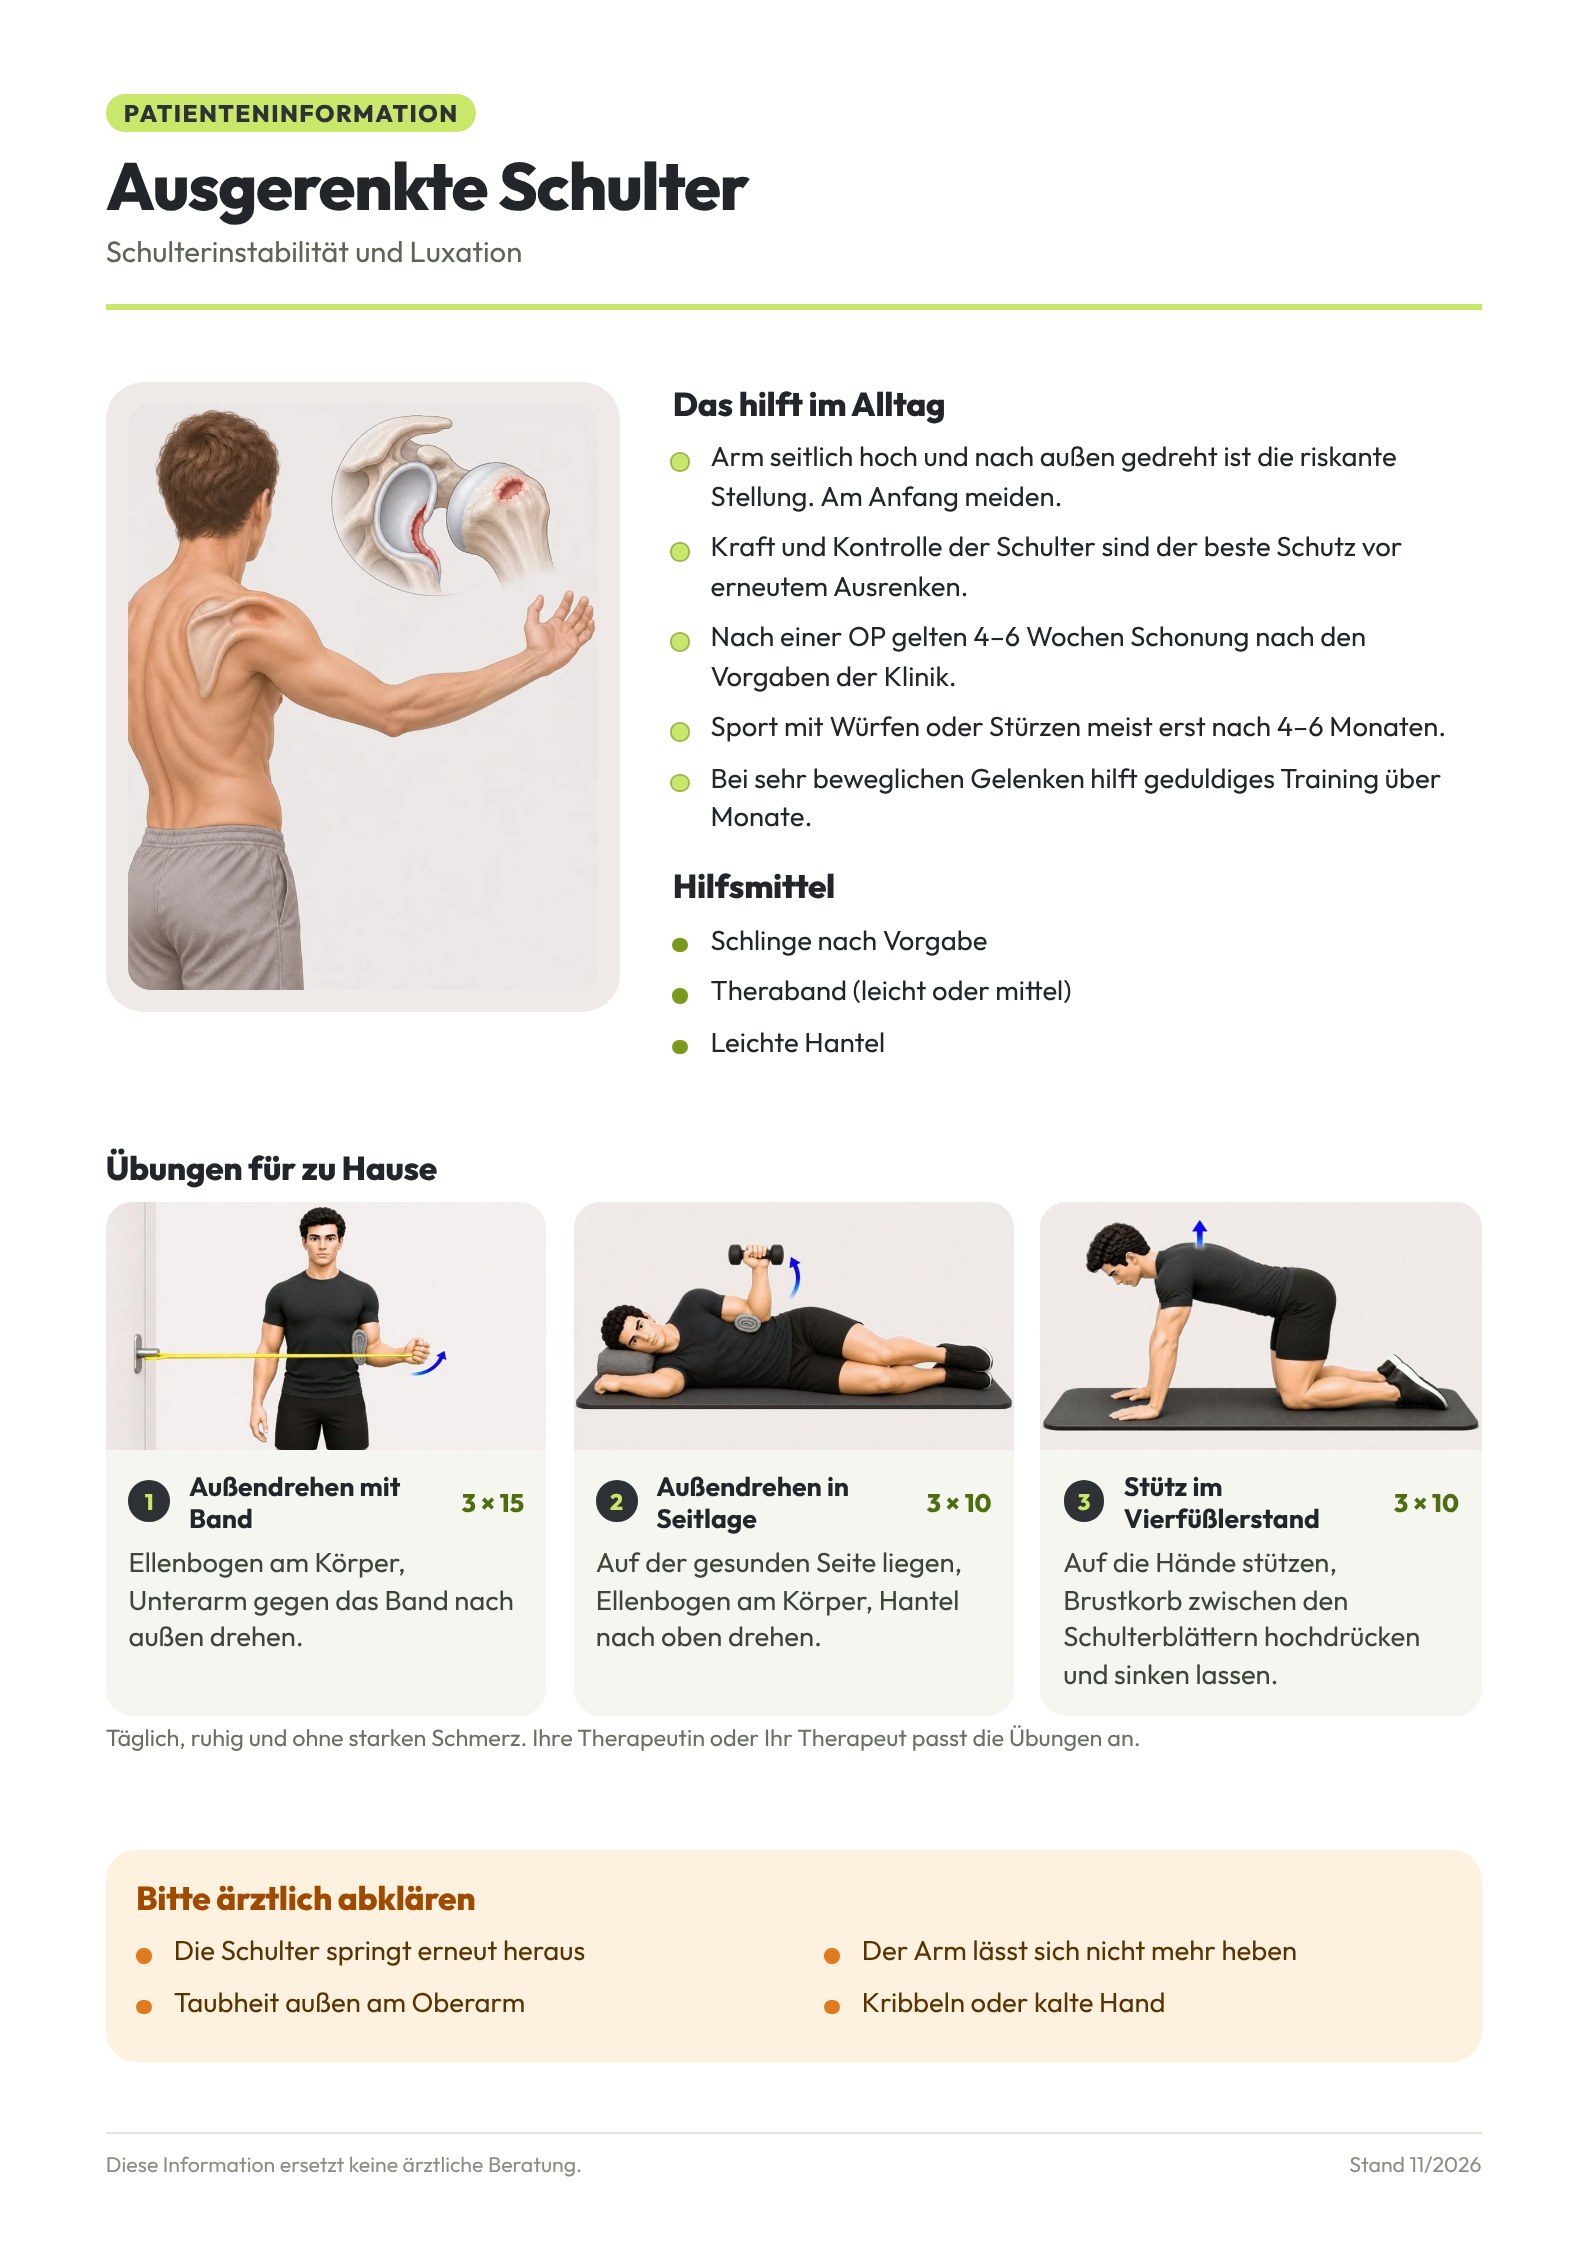 PATIENTENINFORMATION
Ausgerenkte Schulter
Schulterinstabilität und Luxation
Das hilft im Alltag
Arm seitlich hoch und nach außen gedreht ist die riskante
Stellung. Am Anfang meiden.
Kraft und Kontrolle der Schulter sind der beste Schutz vor
erneutem Ausrenken.
Nach einer OP gelten 4–6 Wochen Schonung nach den
Vorgaben der Klinik.
Sport mit Würfen oder Stürzen meist erst nach 4–6 Monaten.
Bei sehr beweglichen Gelenken hilft geduldiges Training über
Monate.
Hilfsmittel
Schlinge nach Vorgabe
Theraband (leicht oder mittel)
Leichte Hantel
Übungen für zu Hause
1 Außendrehen mit
Band
3 × 15
Ellenbogen am Körper,
Unterarm gegen das Band nach
außen drehen.
2 Außendrehen in
Seitlage
3 × 10
Auf der gesunden Seite liegen,
Ellenbogen am Körper, Hantel
nach oben drehen.
3 Stütz im
Vierfüßlerstand
3 × 10
Auf die Hände stützen,
Brustkorb zwischen den
Schulterblättern hochdrücken
und sinken lassen.
Täglich, ruhig und ohne starken Schmerz. Ihre Therapeutin oder Ihr Therapeut passt die Übungen an.
Bitte ärztlich abklären
Die Schulter springt erneut heraus
Der Arm lässt sich nicht mehr heben
Taubheit außen am Oberarm
Kribbeln oder kalte Hand
Diese Information ersetzt keine ärztliche Beratung.
Stand 11/2026